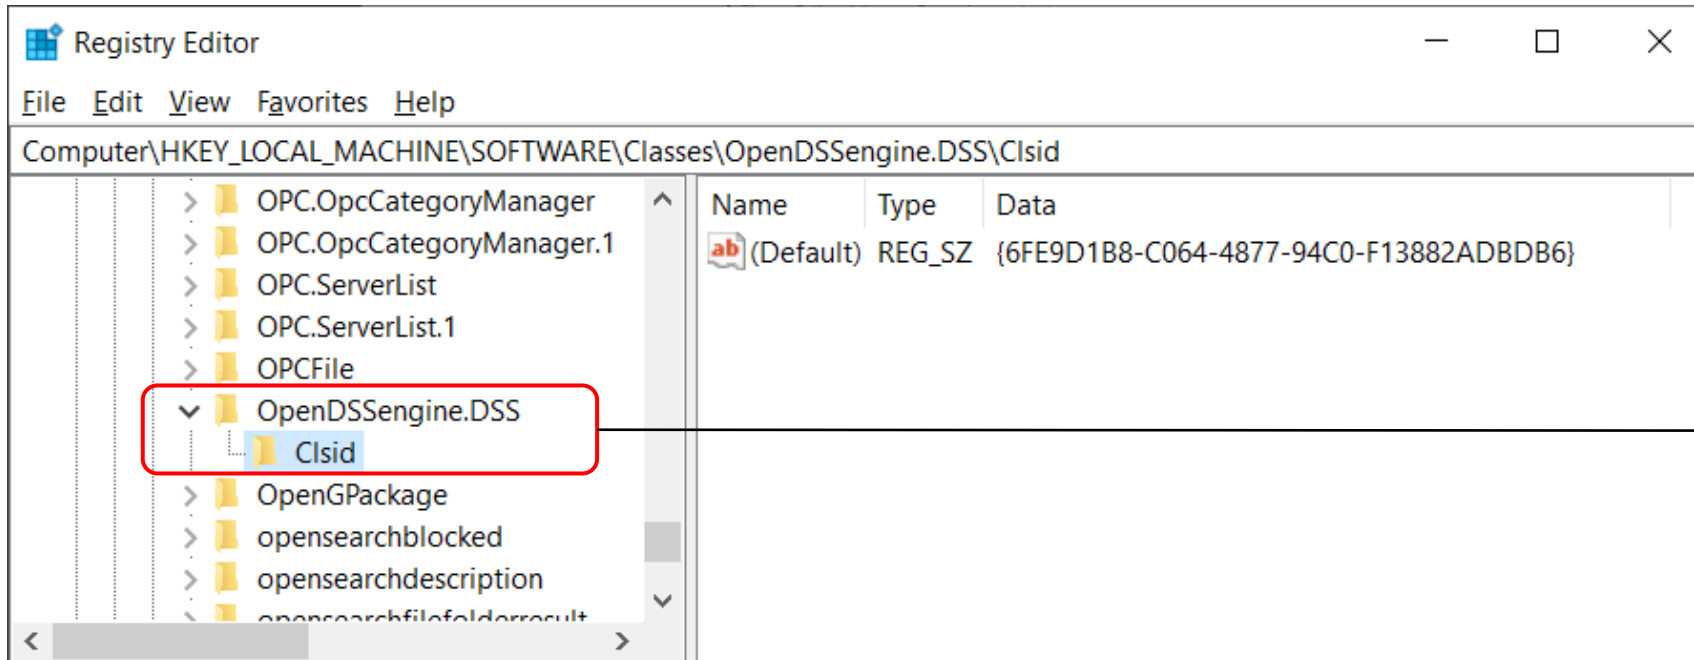 Registry Editor
File Edit View Favorites Help
Computer\HKEY_LOCAL_MACHINE\SOFTWARE\Classes\OpenDSSengine.DSS\Clsid
OPC.OpcCategoryManager
OPC.OpcCategoryManager.1
OPC.ServerList
OPC.ServerList.1
OPCFile
OpenDSSengine.DSS
Clsid
OpenGPackage
opensearchblocked
opensearchdescription
opensearchfilefolderresult
Name Type Data
ab (Default) REG_SZ {6FE9D1B8-C064-4877-94C0-F13882ADBDB6}